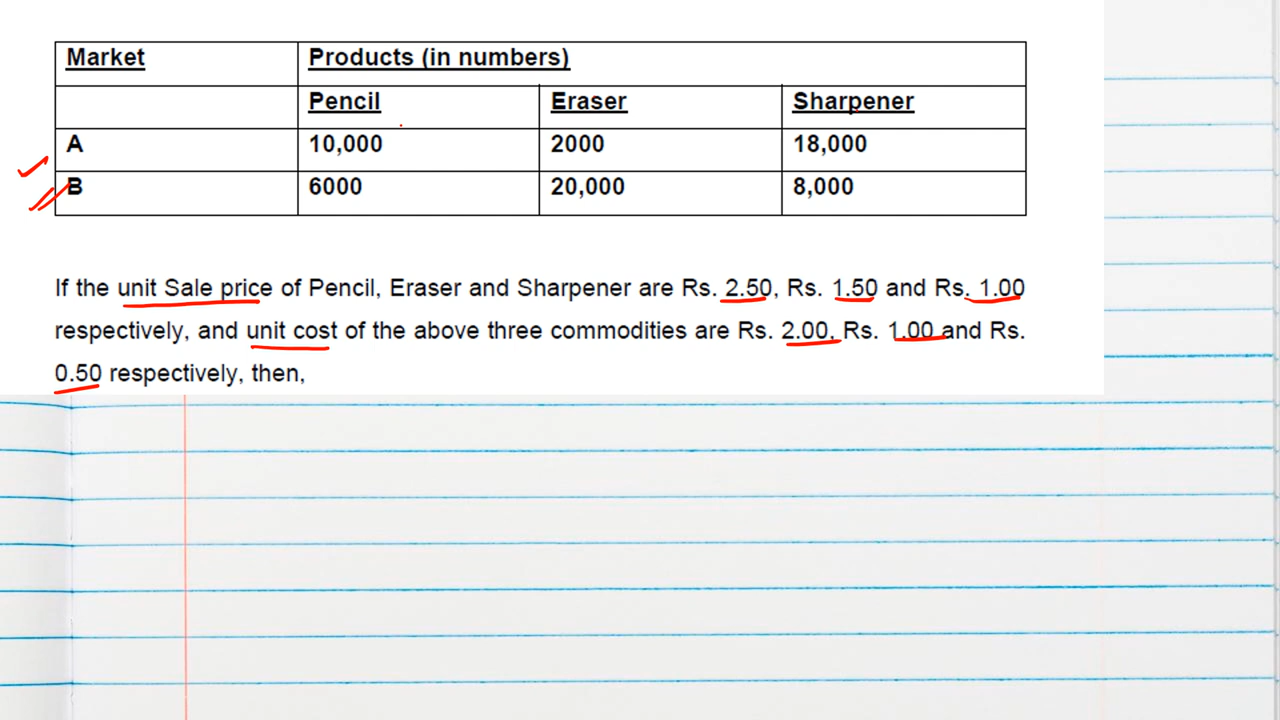 Market Products (in numbers)
Pencil Eraser Sharpener
A 10,000 2000 18,000
B 6000 20,000 8,000
If the unit Sale price of Pencil, Eraser and Sharpener are Rs. 2.50, Rs. 1.50 and Rs. 1.00
respectively, and unit cost of the above three commodities are Rs. 2.00, Rs. 1.00 and Rs.
0.50 respectively, then,